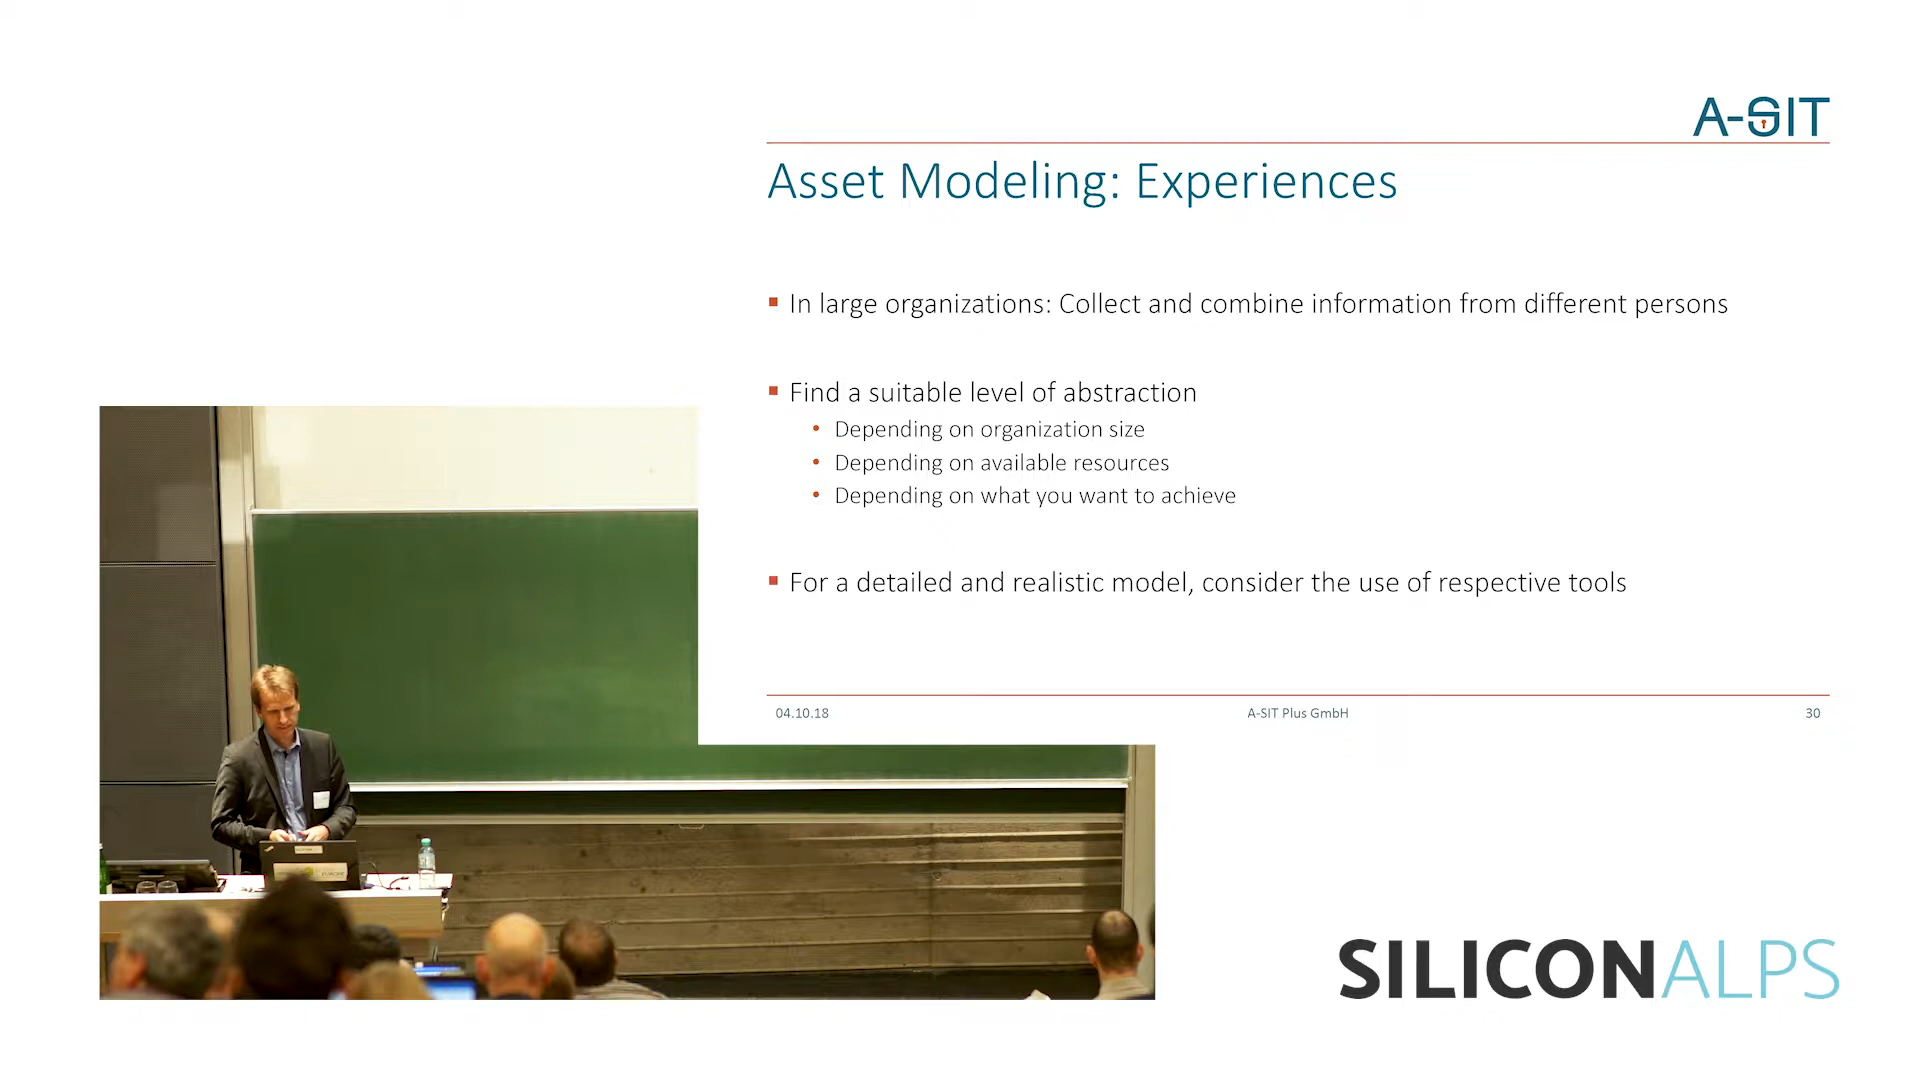 A-SIT
Asset Modeling: Experiences
In large organizations: Collect and combine information from different persons
Find a suitable level of abstraction
Depending on organization size
Depending on available resources
Depending on what you want to achieve
For a detailed and realistic model, consider the use of respective tools
04.10.18 A-SIT Plus GmbH 30
SILICONALPS